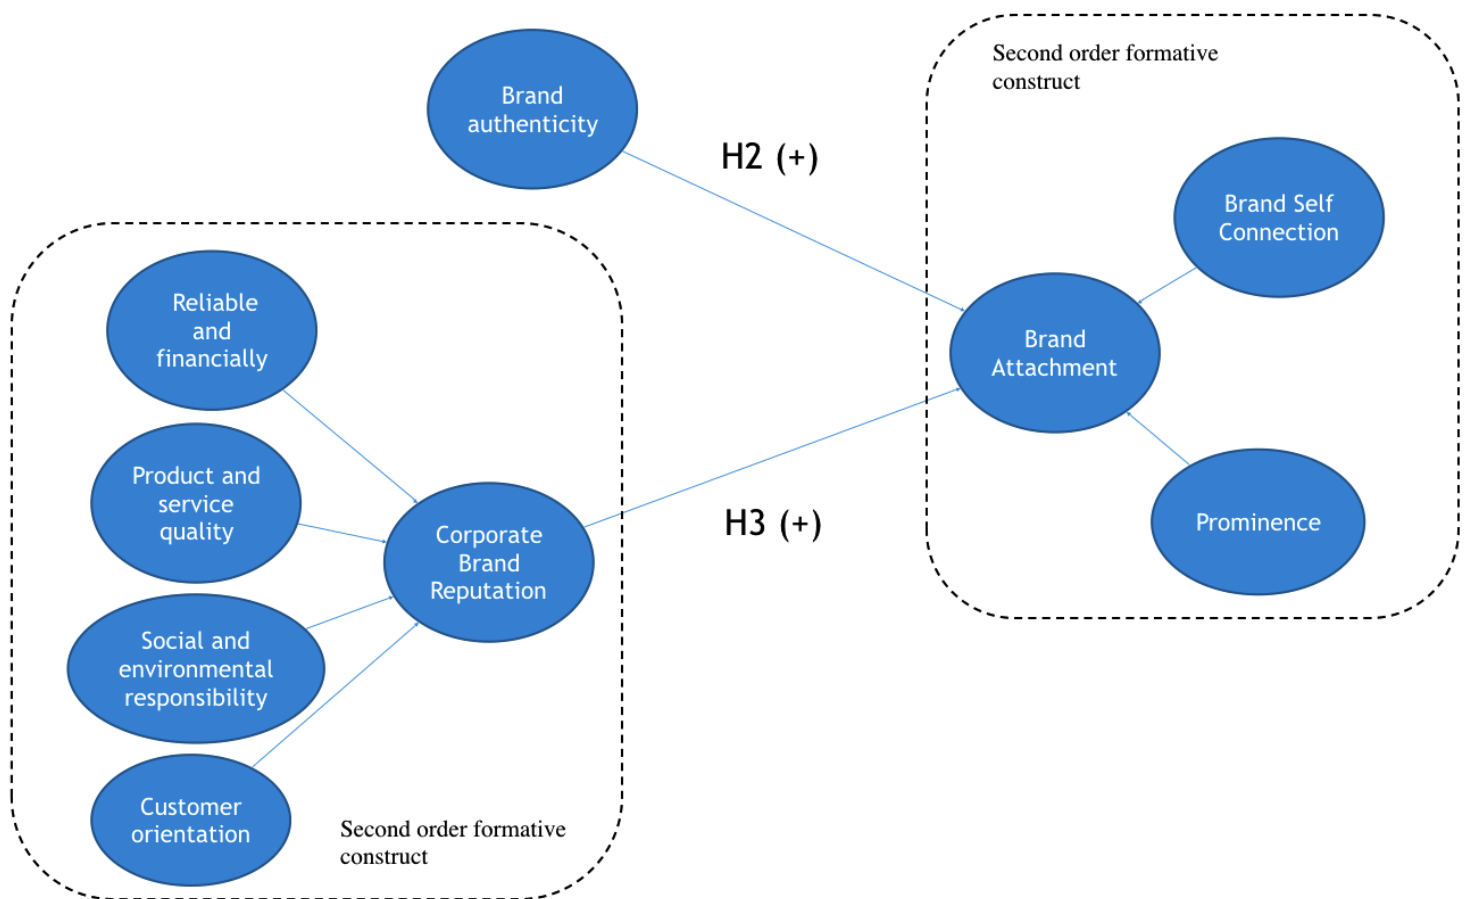 Second order formative
construct
Brand
authenticity
H2 (+)
Brand Self
Connection
Reliable
and
financially
Brand
Attachment
Product and
service
quality
Corporate
Brand
Reputation
H3 (+)
Prominence
Social and
environmental
responsibility
Customer
orientation
Second order formative
construct